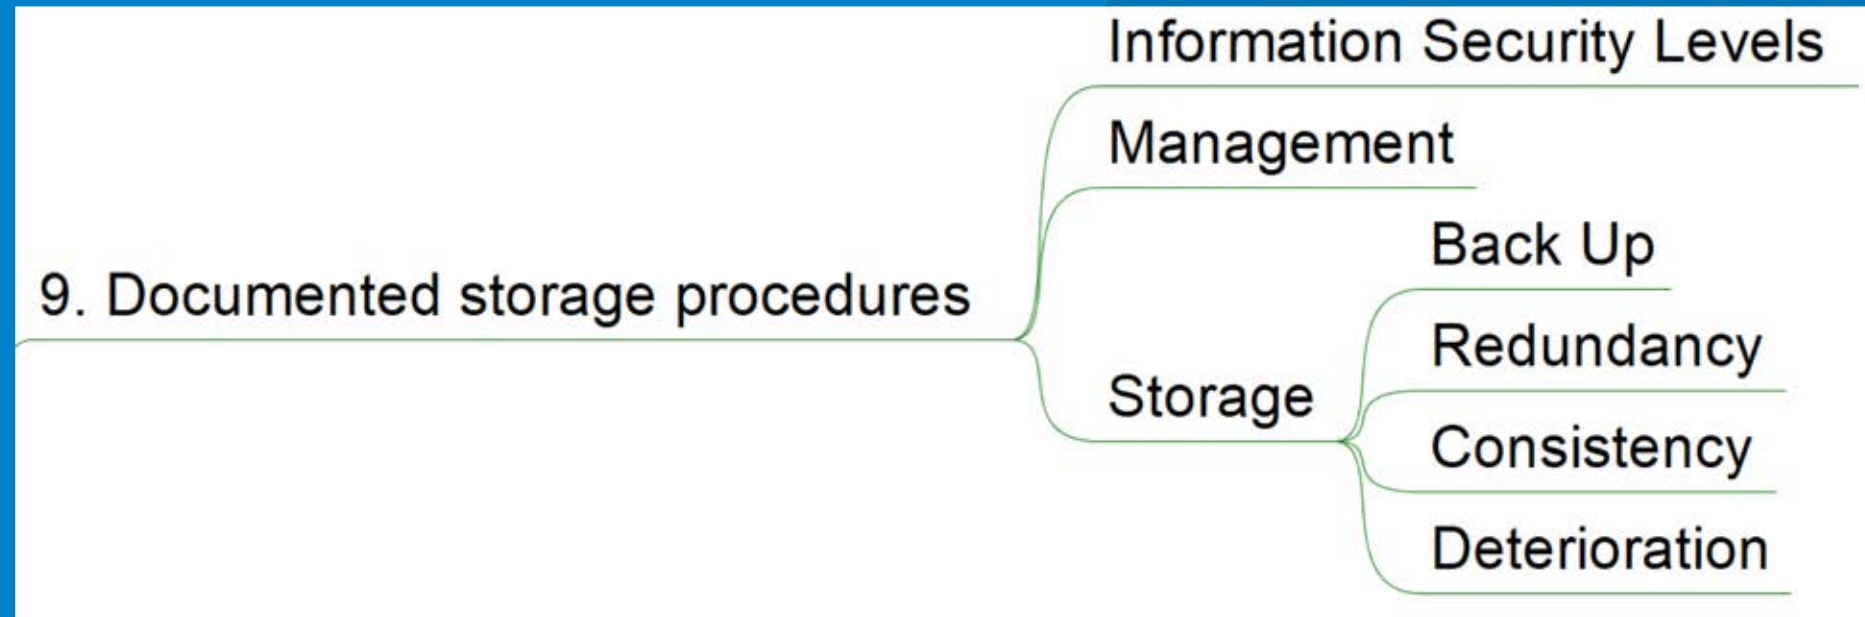 Information Security Levels
Management
9. Documented storage procedures
Storage
Back Up
Redundancy
Consistency
Deterioration